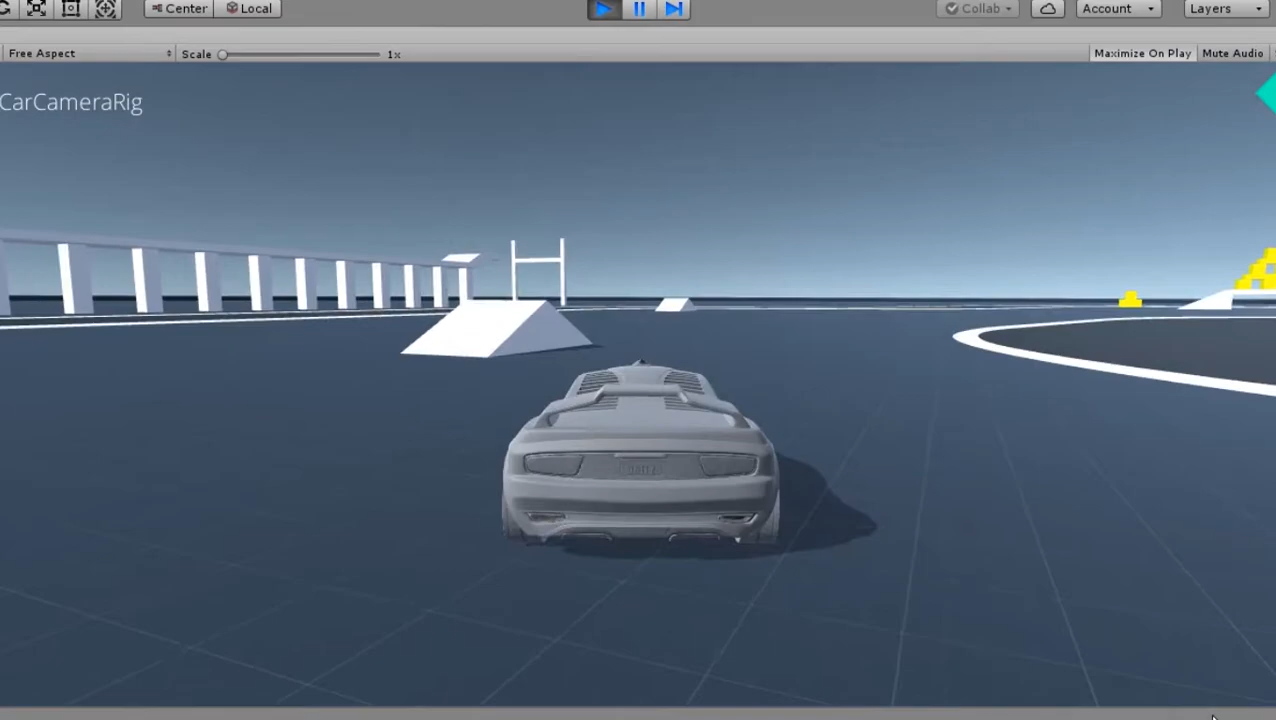 Center Local Collab Account Layers
Free Aspect Scale 1x Maximize On Play Mute Audio
CarCameraRig